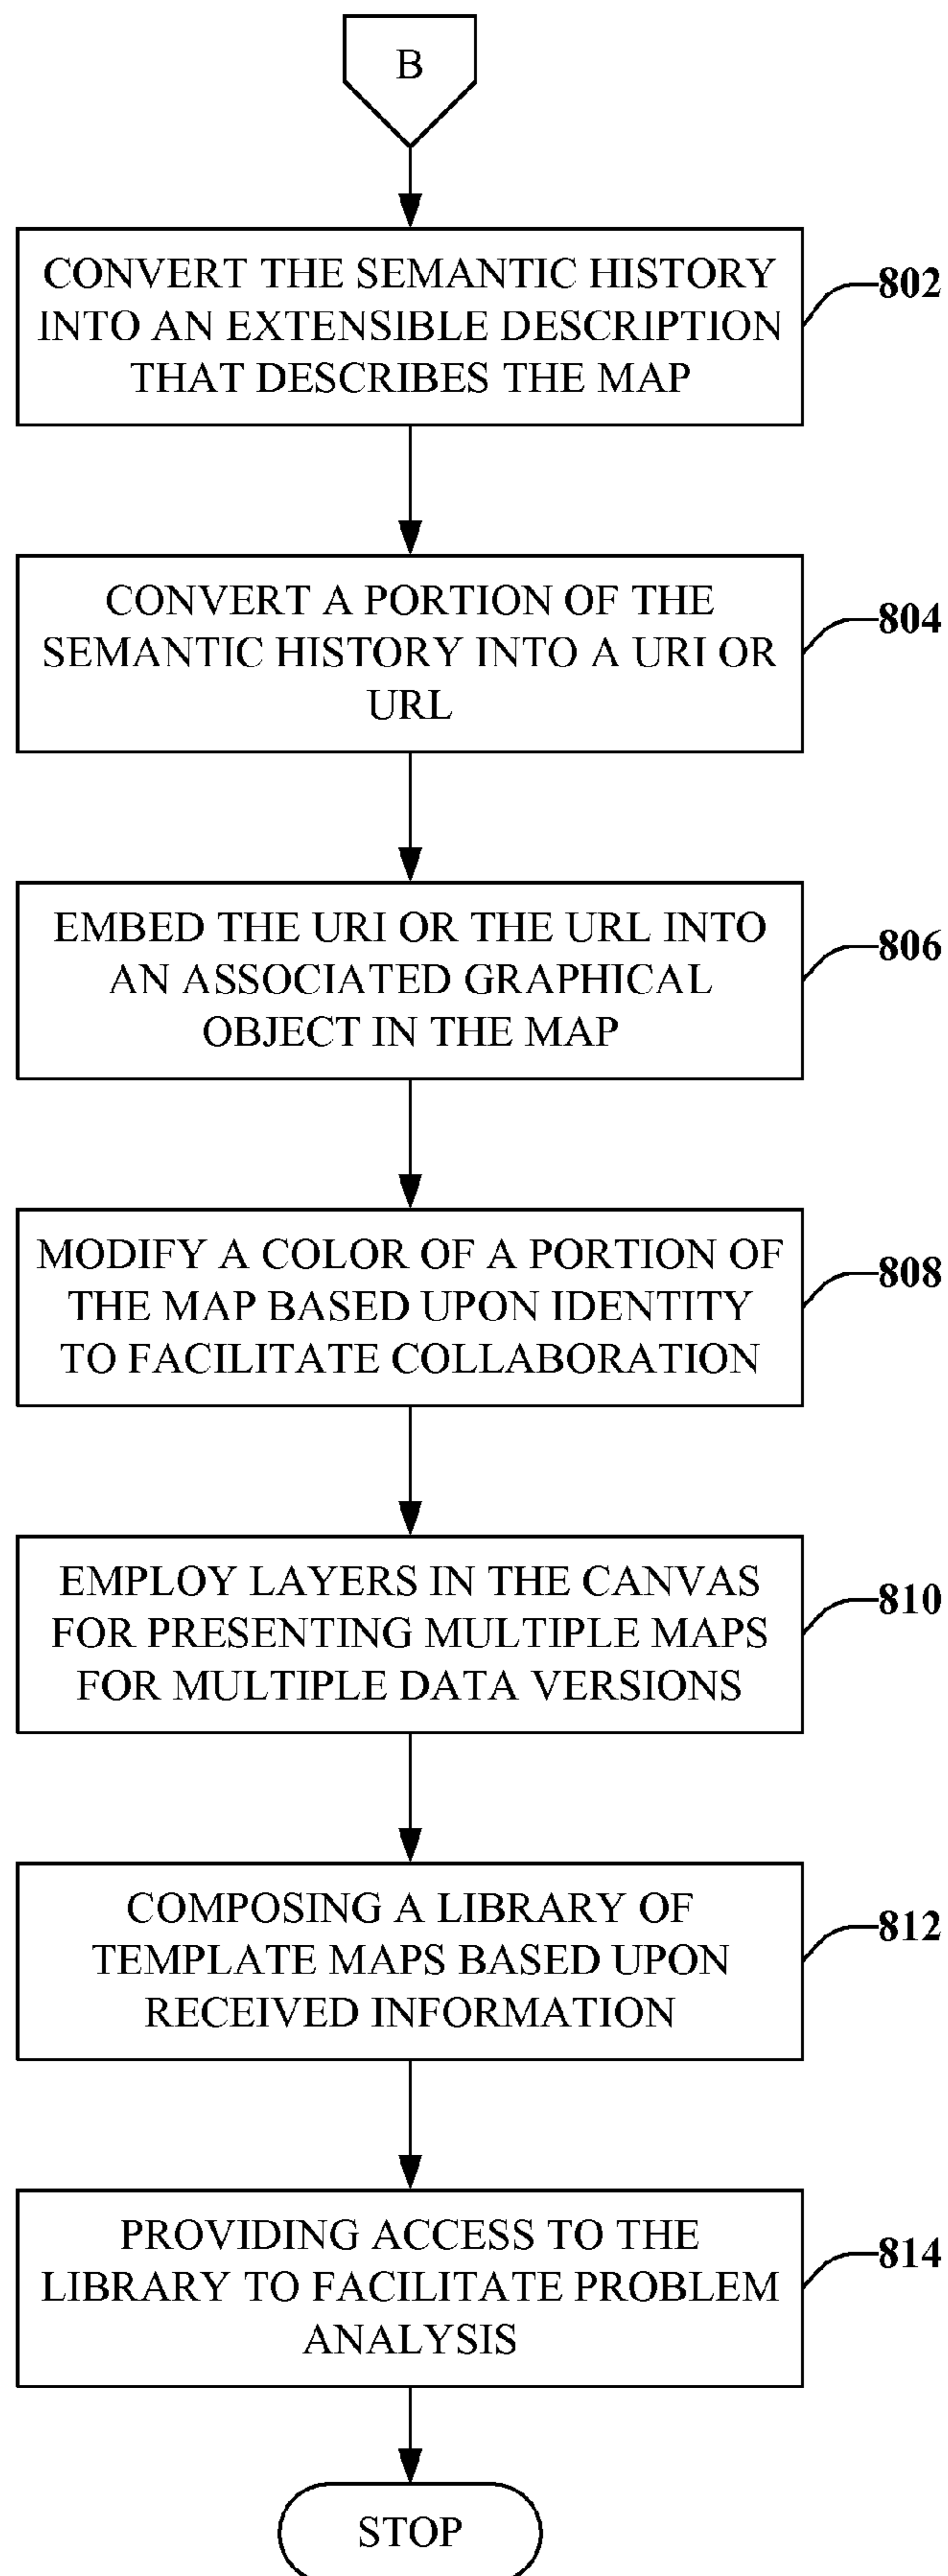 B
CONVERT THE SEMANTIC HISTORY
INTO AN EXTENSIBLE DESCRIPTION
THAT DESCRIBES THE MAP
802
CONVERT A PORTION OF THE
SEMANTIC HISTORY INTO A URI OR
URL
804
EMBED THE URI OR THE URL INTO
AN ASSOCIATED GRAPHICAL
OBJECT IN THE MAP
806
MODIFY A COLOR OF A PORTION OF
THE MAP BASED UPON IDENTITY
TO FACILITATE COLLABORATION
808
EMPLOY LAYERS IN THE CANVAS
FOR PRESENTING MULTIPLE MAPS
FOR MULTIPLE DATA VERSIONS
810
COMPOSING A LIBRARY OF
TEMPLATE MAPS BASED UPON
RECEIVED INFORMATION
812
PROVIDING ACCESS TO THE
LIBRARY TO FACILITATE PROBLEM
ANALYSIS
814
STOP